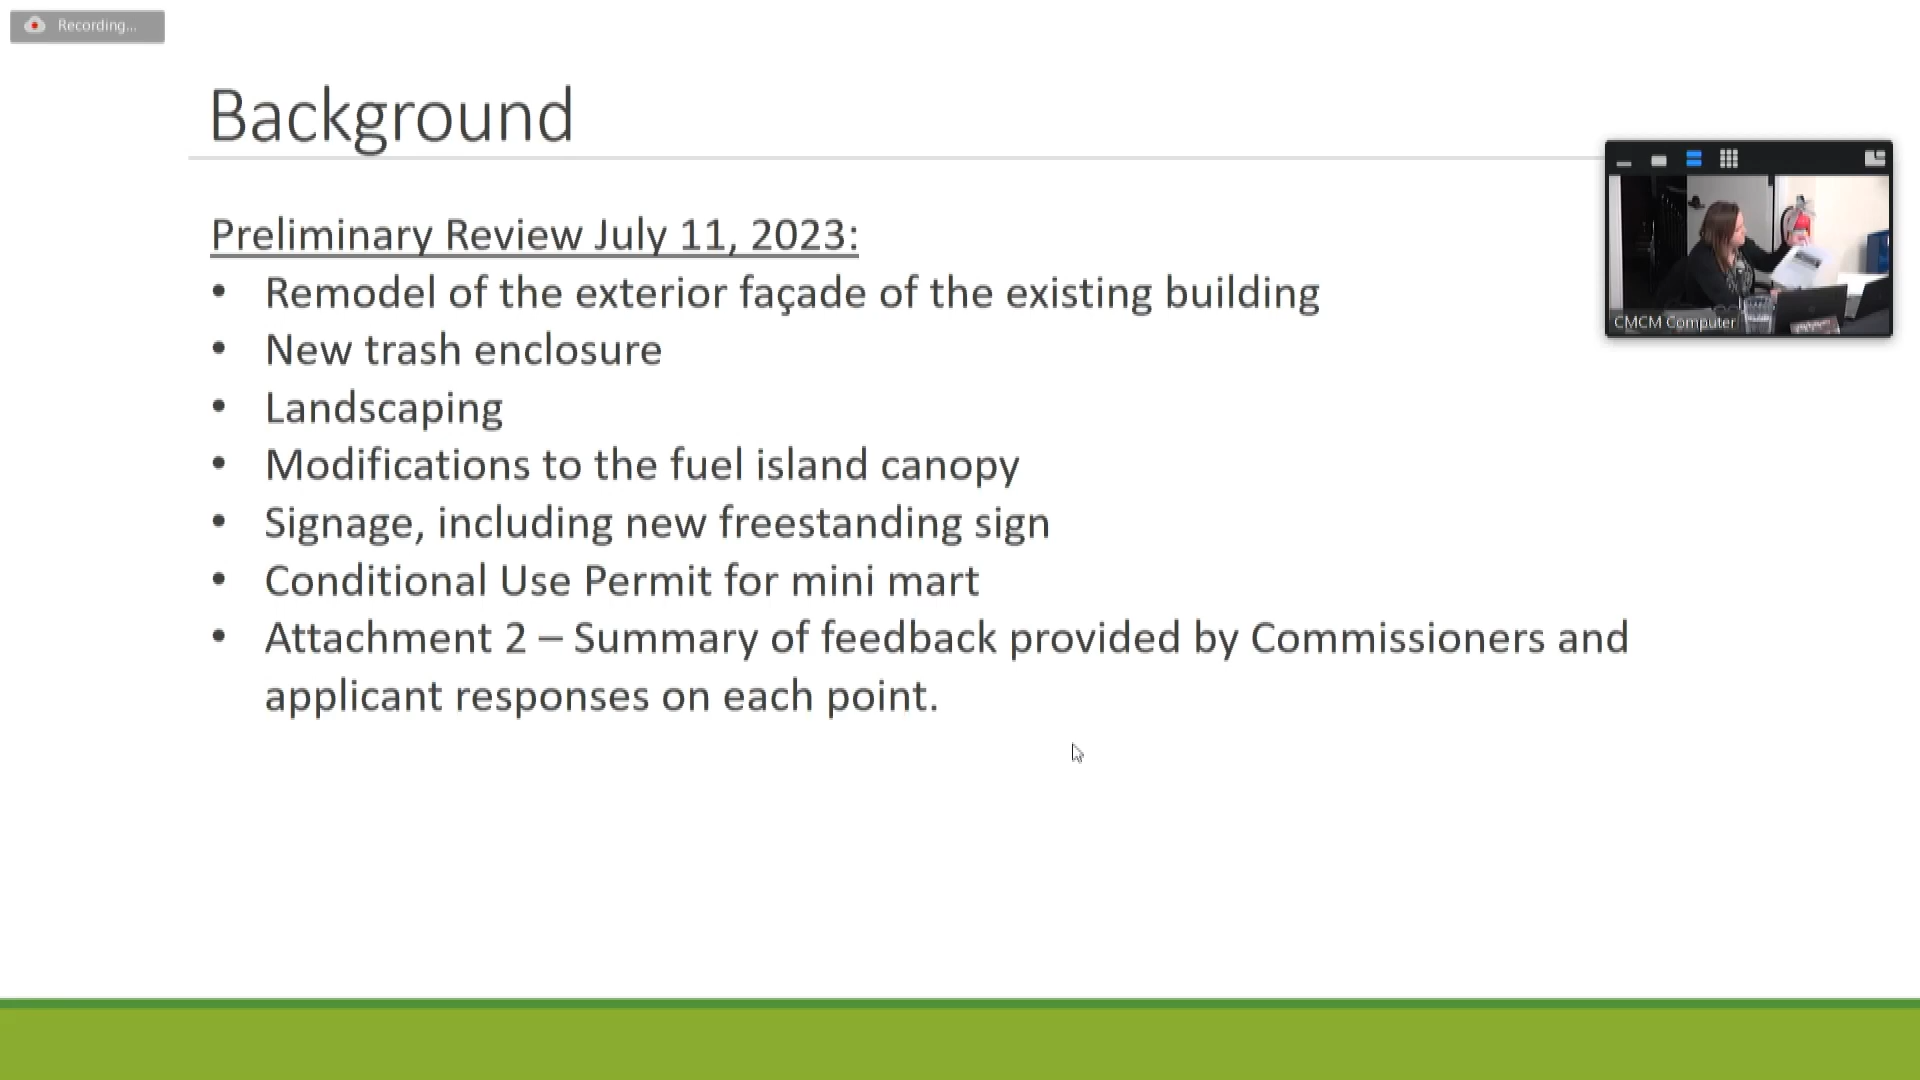 Recording...
Background
Preliminary Review July 11, 2023:
• Remodel of the exterior façade of the existing building
• New trash enclosure
• Landscaping
• Modifications to the fuel island canopy
• Signage, including new freestanding sign
• Conditional Use Permit for mini mart
• Attachment 2 – Summary of feedback provided by Commissioners and
applicant responses on each point.
CMCM Computer